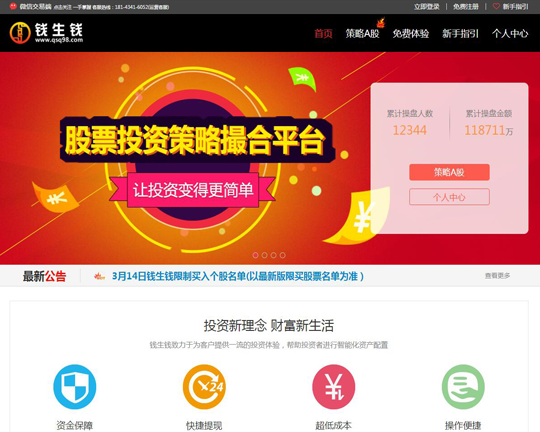 微信交易端 点击关注 一手掌握 客服热线：181-4341-6052(运营客服)
立即登录 | 免费注册 | 新手指引
钱生钱
www.qsq98.com
首页 策略A股 免费体验 新手指引 个人中心
股票投资策略撮合平台
让投资变得更简单
累计操盘人数 累计操盘金额
12344 118711万
策略A股
个人中心
最新公告
3月14日钱生钱限制买入个股名单(以最新版限买股票名单为准）
查看更多
投资新理念 财富新生活
钱生钱致力于为客户提供一流的投资体验，帮助投资者进行智能化资产配置
24
资金保障 快捷提现 超低成本 操作便捷